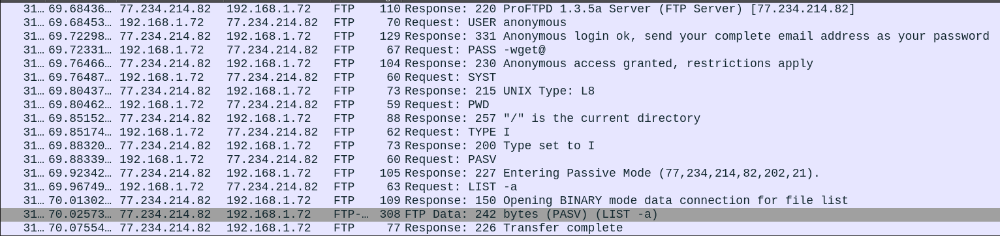 31… 69.68436… 77.234.214.82 192.168.1.72 FTP 110 Response: 220 ProFTPD 1.3.5a Server (FTP Server) [77.234.214.82]
31… 69.68453… 192.168.1.72 77.234.214.82 FTP 70 Request: USER anonymous
31… 69.72298… 77.234.214.82 192.168.1.72 FTP 129 Response: 331 Anonymous login ok, send your complete email address as your password
31… 69.72331… 192.168.1.72 77.234.214.82 FTP 67 Request: PASS -wget@
31… 69.76466… 77.234.214.82 192.168.1.72 FTP 104 Response: 230 Anonymous access granted, restrictions apply
31… 69.76487… 192.168.1.72 77.234.214.82 FTP 60 Request: SYST
31… 69.80437… 77.234.214.82 192.168.1.72 FTP 73 Response: 215 UNIX Type: L8
31… 69.80462… 192.168.1.72 77.234.214.82 FTP 59 Request: PWD
31… 69.85152… 77.234.214.82 192.168.1.72 FTP 88 Response: 257 "/" is the current directory
31… 69.85174… 192.168.1.72 77.234.214.82 FTP 62 Request: TYPE I
31… 69.88320… 77.234.214.82 192.168.1.72 FTP 73 Response: 200 Type set to I
31… 69.88339… 192.168.1.72 77.234.214.82 FTP 60 Request: PASV
31… 69.92342… 77.234.214.82 192.168.1.72 FTP 105 Response: 227 Entering Passive Mode (77,234,214,82,202,21).
31… 69.96749… 192.168.1.72 77.234.214.82 FTP 63 Request: LIST -a
31… 70.01302… 77.234.214.82 192.168.1.72 FTP 109 Response: 150 Opening BINARY mode data connection for file list
31… 70.02573… 77.234.214.82 192.168.1.72 FTP-… 308 FTP Data: 242 bytes (PASV) (LIST -a)
31… 70.07554… 77.234.214.82 192.168.1.72 FTP 77 Response: 226 Transfer complete